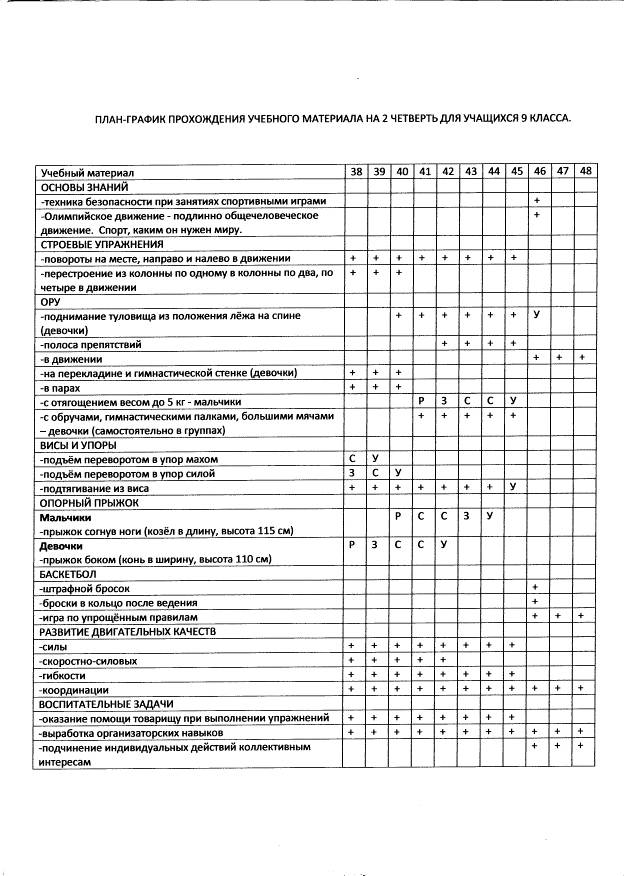 ПЛАН-ГРАФИК ПРОХОЖДЕНИЯ УЧЕБНОГО МАТЕРИАЛА НА 2 ЧЕТВЕРТЬ ДЛЯ УЧАЩИХСЯ 9 КЛАССА.
Учебный материал 38 39 40 41 42 43 44 45 46 47 48
ОСНОВЫ ЗНАНИЙ
-техника безопасности при занятиях спортивными играми +
-Олимпийское движение - подлинно общечеловеческое +
движение. Спорт, каким он нужен миру.
СТРОЕВЫЕ УПРАЖНЕНИЯ
-повороты на месте, направо и налево в движении + + + + + + + +
-перестроение из колонны по одному в колонны по два, по + + +
четыре в движении
ОРУ
-поднимание туловища из положения лёжа на спине + + + + + + У
(девочки)
-полоса препятствий + + + +
-в движении + + +
-на перекладине и гимнастической стенке (девочки) + + +
-в парах + + +
-с отягощением весом до 5 кг - мальчики Р З С С У
-с обручами, гимнастическими палками, большими мячами + + + + +
– девочки (самостоятельно в группах)
ВИСЫ И УПОРЫ
-подъём переворотом в упор махом С У
-подъём переворотом в упор силой З С У
-подтягивание из виса + + + + + + + У
ОПОРНЫЙ ПРЫЖОК
Мальчики Р С С З У
-прыжок согнув ноги (козёл в длину, высота 115 см)
Девочки Р З С С У
-прыжок боком (конь в ширину, высота 110 см)
БАСКЕТБОЛ
-штрафной бросок +
-броски в кольцо после ведения +
-игра по упрощённым правилам + + +
РАЗВИТИЕ ДВИГАТЕЛЬНЫХ КАЧЕСТВ
-силы + + + + + + + +
-скоростно-силовых + + + + +
-гибкости + + + + + + + +
-координации + + + + + + + + + + +
ВОСПИТАТЕЛЬНЫЕ ЗАДАЧИ
-оказание помощи товарищу при выполнении упражнений + + + + + + + +
-выработка организаторских навыков + + + + + + + + + + +
-подчинение индивидуальных действий коллективным + + +
интересам